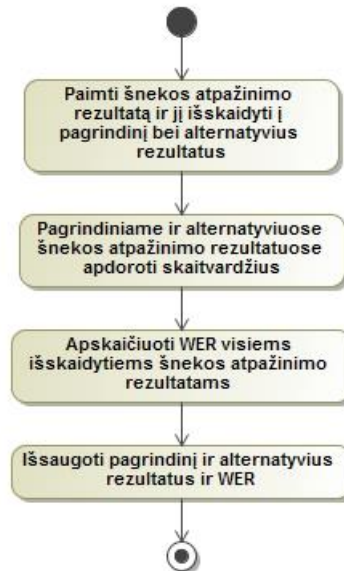 Paimti šnekos atpažinimo
rezultatą ir jį išskaidyti į
pagrindinį bei alternatyvius
rezultatus
Pagrindiniame ir alternatyviuose
šnekos atpažinimo rezultatuose
apdoroti skaitvardžius
Apskaičiuoti WER visiems
išskaidytiems šnekos atpažinimo
rezultatams
Išsaugoti pagrindinį ir alternatyvius
rezultatus ir WER